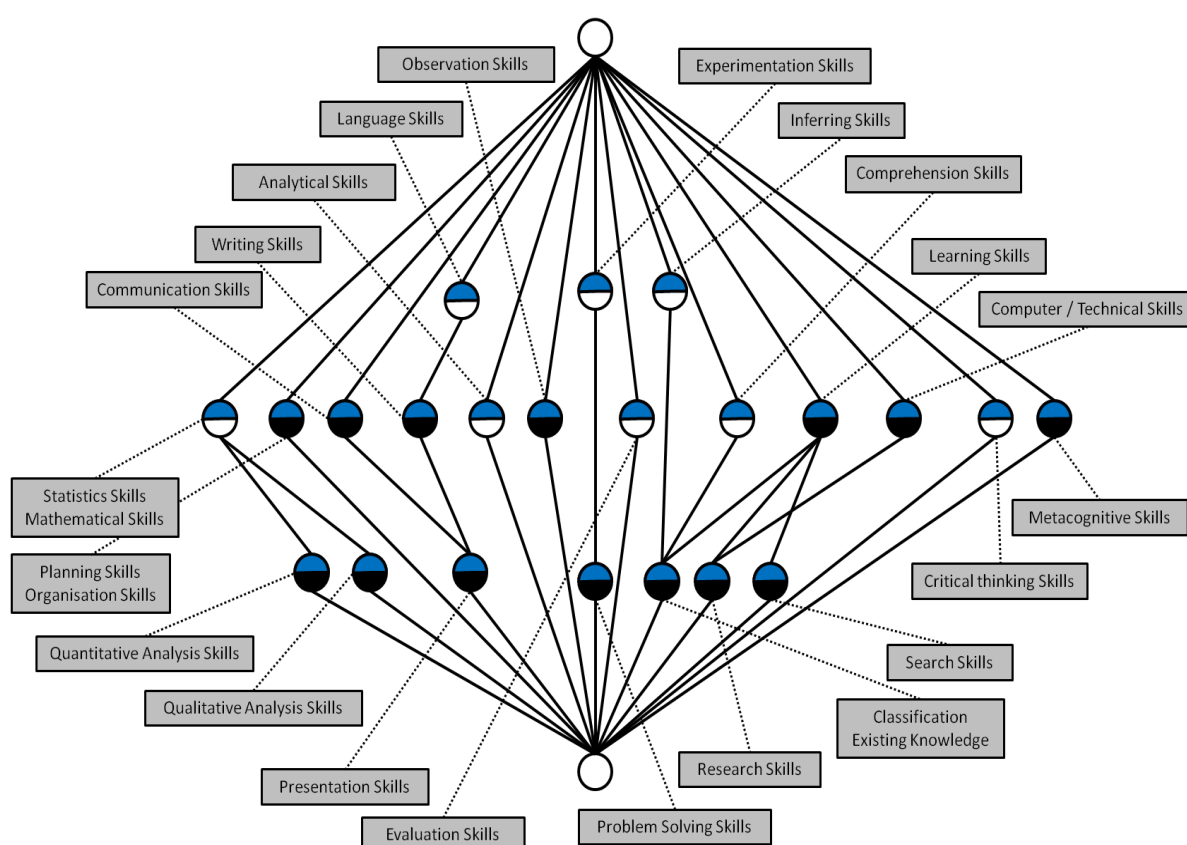 Observation Skills
Experimentation Skills
Language Skills
Inferring Skills
Analytical Skills
Comprehension Skills
Writing Skills
Learning Skills
Communication Skills
Computer / Technical Skills
Statistics Skills
Mathematical Skills
Metacognitive Skills
Planning Skills
Organisation Skills
Critical thinking Skills
Quantitative Analysis Skills
Search Skills
Qualitative Analysis Skills
Classification
Existing Knowledge
Research Skills
Presentation Skills
Problem Solving Skills
Evaluation Skills